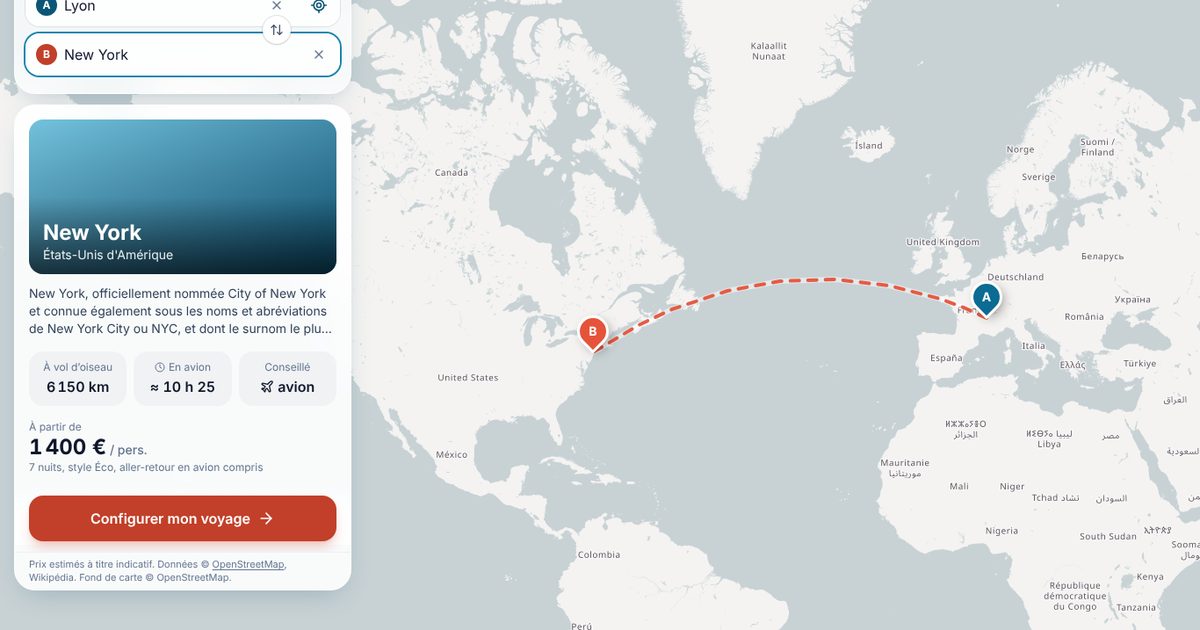 A Lyon
B New York
New York
États-Unis d'Amérique
New York, officiellement nommée City of New York
et connue également sous les noms et abréviations
de New York City ou NYC, et dont le surnom le plu...
À vol d'oiseau
6 150 km
En avion
≈ 10 h 25
Conseillé
avion
À partir de
1 400 € / pers.
7 nuits, style Éco, aller-retour en avion compris
Configurer mon voyage →
Prix estimés à titre indicatif. Données © OpenStreetMap,
Wikipédia. Fond de carte © OpenStreetMap.
Kalaallit
Nunaat
Ísland
Norge
Suomi /
Finland
Sverige
Canada
United Kingdom
Беларусь
Deutschland
A
Україна
România
B
Italia
España
Ελλάς
Türkiye
United States
العراق
الجزائر
ليبيا
Libya
مصر
México
Mauritanie
موريتانيا
Mali
Niger
Tchad تشاد
السودان
Nigeria
South Sudan
Colombia
Kenya
République
démocratique
du Congo
Tanzania
Perú